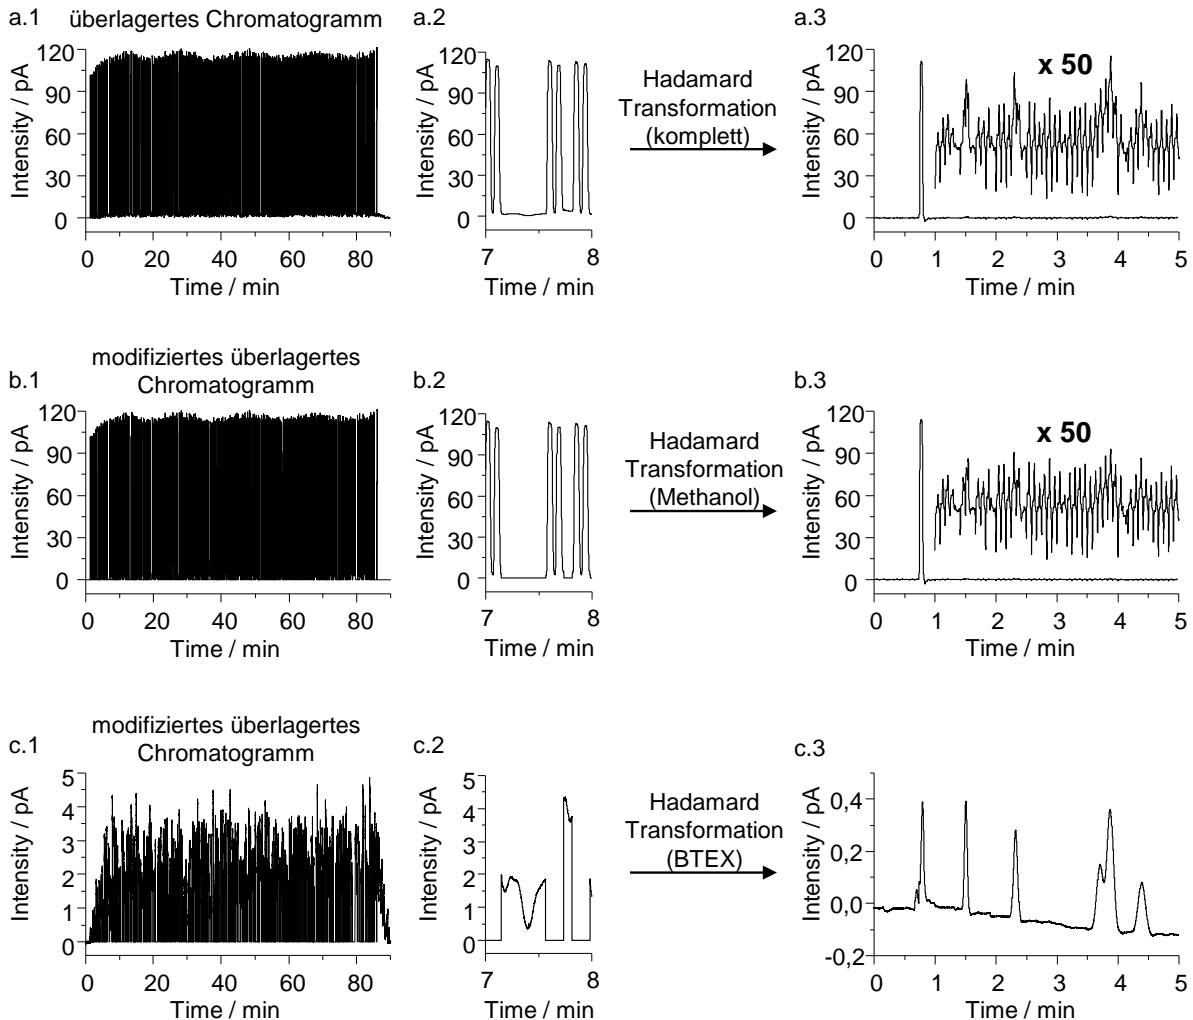 a.1
überlagertes Chromatogramm
120
90
60
30
0
Intensity / pA
0 20 40 60 80
Time / min
a.2
120
90
60
30
0
Intensity / pA
7 8
Time / min
Hadamard
Transformation
(komplett)
a.3
x 50
120
90
60
30
0
Intensity / pA
0 1 2 3 4 5
Time / min
b.1
modifiziertes überlagertes
Chromatogramm
120
90
60
30
0
Intensity / pA
0 20 40 60 80
Time / min
b.2
120
90
60
30
0
Intensity / pA
7 8
Time / min
Hadamard
Transformation
(Methanol)
b.3
x 50
120
90
60
30
0
Intensity / pA
0 1 2 3 4 5
Time / min
c.1
modifiziertes überlagertes
Chromatogramm
5
4
3
2
1
0
Intensity / pA
0 20 40 60 80
Time / min
c.2
5
4
3
2
1
0
Intensity / pA
7 8
Time / min
Hadamard
Transformation
(BTEX)
c.3
0,4
0,2
0,0
-0,2
Intensity / pA
0 1 2 3 4 5
Time / min